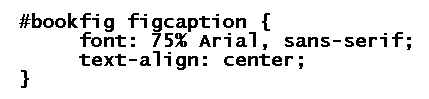 #bookfig figcaption {
     font: 75% Arial, sans-serif;
     text-align: center;
}